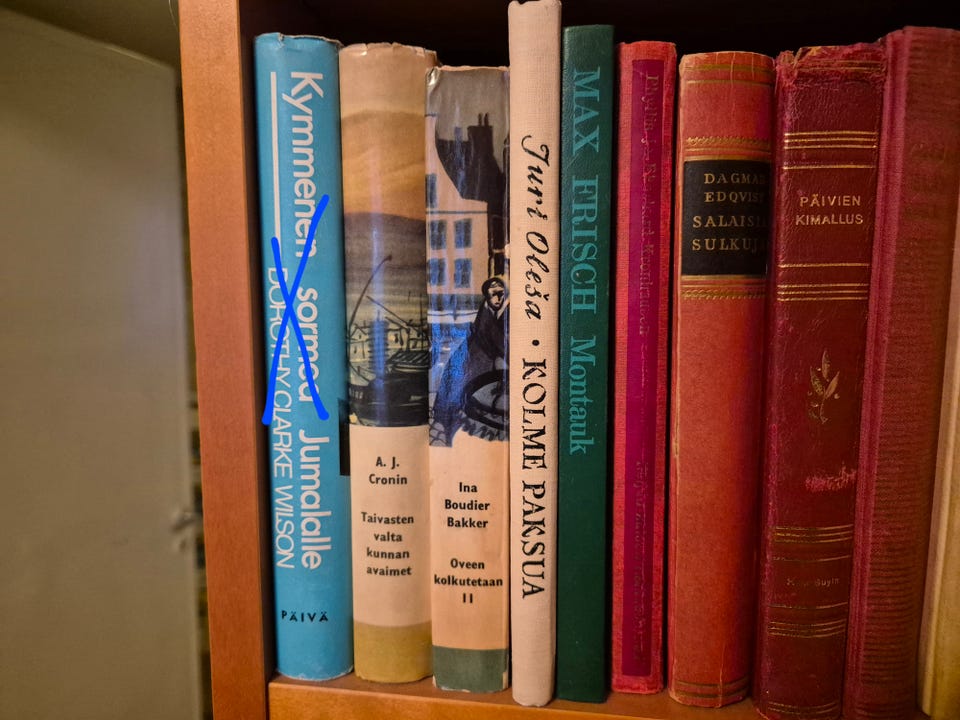 Kymmenen sormea Jumalalle
DOROTHY CLARKE WILSON
PÄIVÄ
A. J.
Cronin
Taivasten
valta
kunnan
avaimet
Ina
Boudier
Bakker
Oveen
kolkutetaan
II
Juri Oleša • KOLME PAKSUA
MAX FRISCH Montauk
DAGMAR
EDQVIST
SALAISIA
SULKUJA
PÄIVIEN
KIMALLUS
Suyin